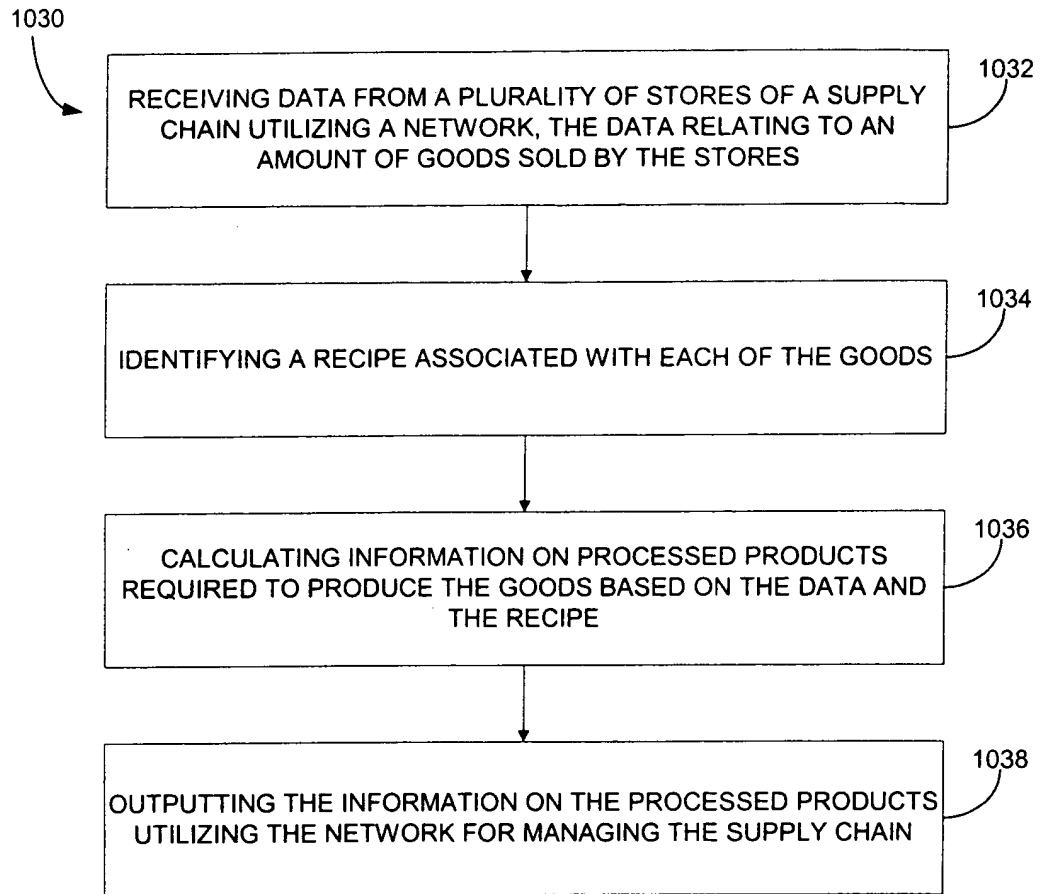 1030
1032
RECEIVING DATA FROM A PLURALITY OF STORES OF A SUPPLY
CHAIN UTILIZING A NETWORK, THE DATA RELATING TO AN
AMOUNT OF GOODS SOLD BY THE STORES
1034
IDENTIFYING A RECIPE ASSOCIATED WITH EACH OF THE GOODS
1036
CALCULATING INFORMATION ON PROCESSED PRODUCTS
REQUIRED TO PRODUCE THE GOODS BASED ON THE DATA AND
THE RECIPE
1038
OUTPUTTING THE INFORMATION ON THE PROCESSED PRODUCTS
UTILIZING THE NETWORK FOR MANAGING THE SUPPLY CHAIN